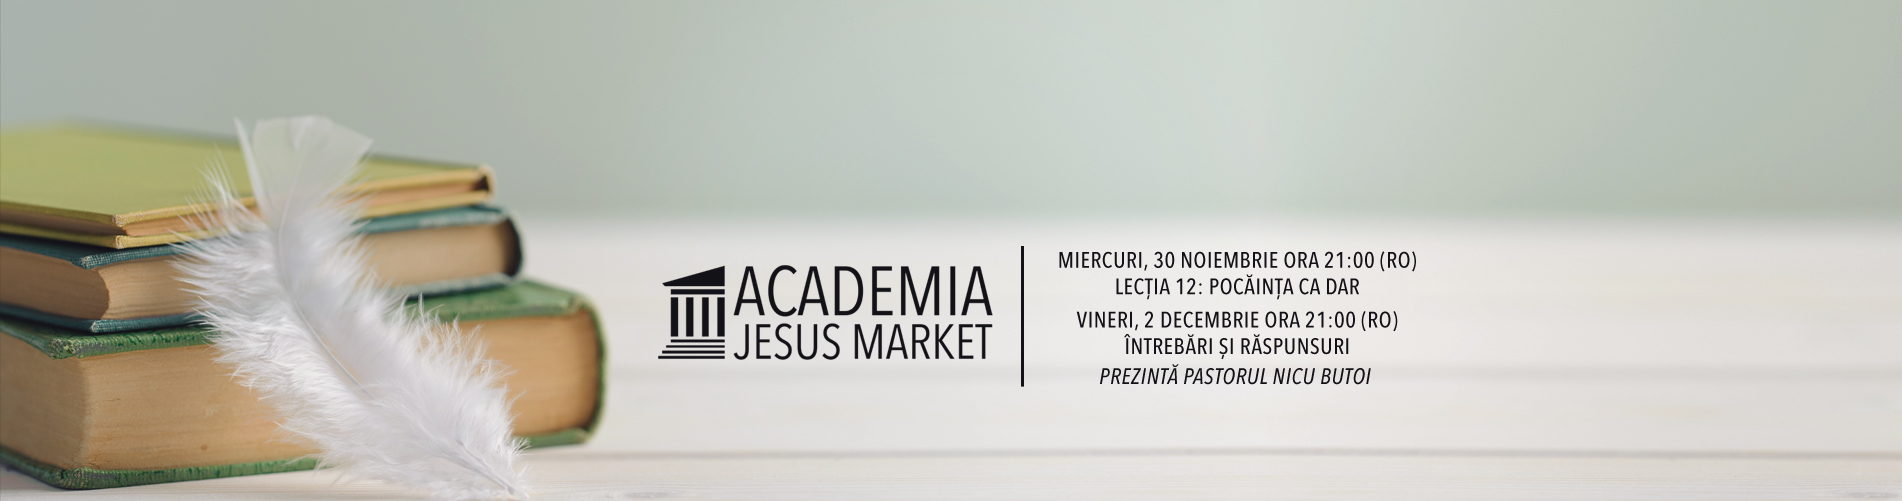 ACADEMIA
JESUS MARKET
MIERCURI, 30 NOIEMBRIE ORA 21:00 (RO)
LECȚIA 12: POCĂINȚA CA DAR
VINERI, 2 DECEMBRIE ORA 21:00 (RO)
ÎNTREBĂRI ȘI RĂSPUNSURI
PREZINTĂ PASTORUL NICU BUTOI